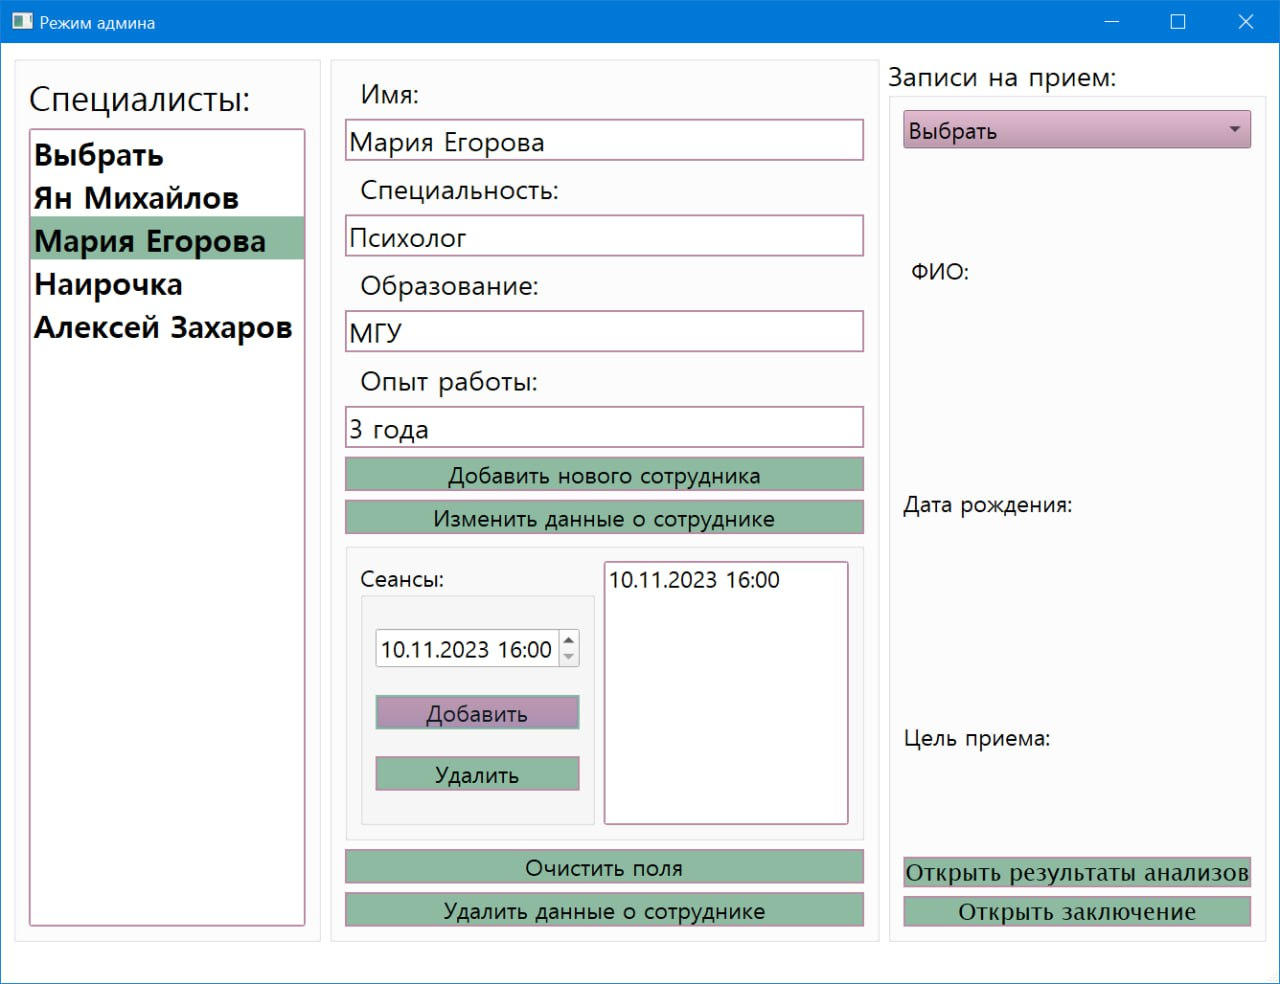 Режим админа
Специалисты:
Выбрать
Ян Михайлов
Мария Егорова
Наирочка
Алексей Захаров
Имя:
Мария Егорова
Специальность:
Психолог
Образование:
МГУ
Опыт работы:
3 года
Добавить нового сотрудника
Изменить данные о сотруднике
Сеансы:
10.11.2023 16:00
Добавить
Удалить
10.11.2023 16:00
Очистить поля
Удалить данные о сотруднике
Записи на прием:
Выбрать
ФИО:
Дата рождения:
Цель приема:
Открыть результаты анализов
Открыть заключение